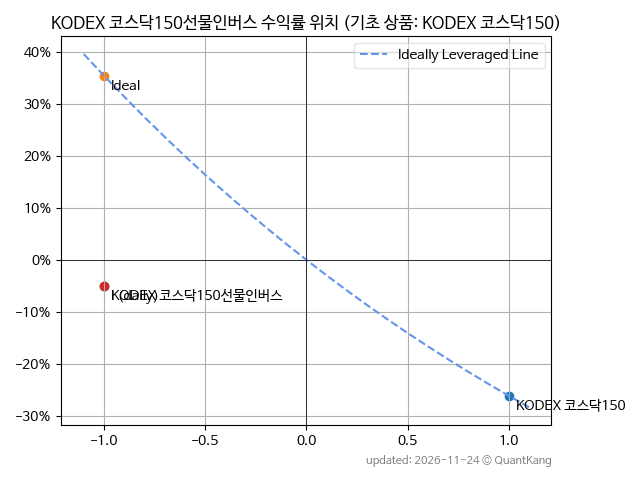 KODEX 코스닥150선물인버스 수익률 위치 (기초 상품: KODEX 코스닥150)
Ideally Leveraged Line
40%
30%
20%
10%
0%
−10%
−20%
−30%
Ideal
(Daily)
KODEX 코스닥150선물인버스
KODEX 코스닥150
−1.0
−0.5
0.0
0.5
1.0
updated: 2026-11-24 © QuantKang